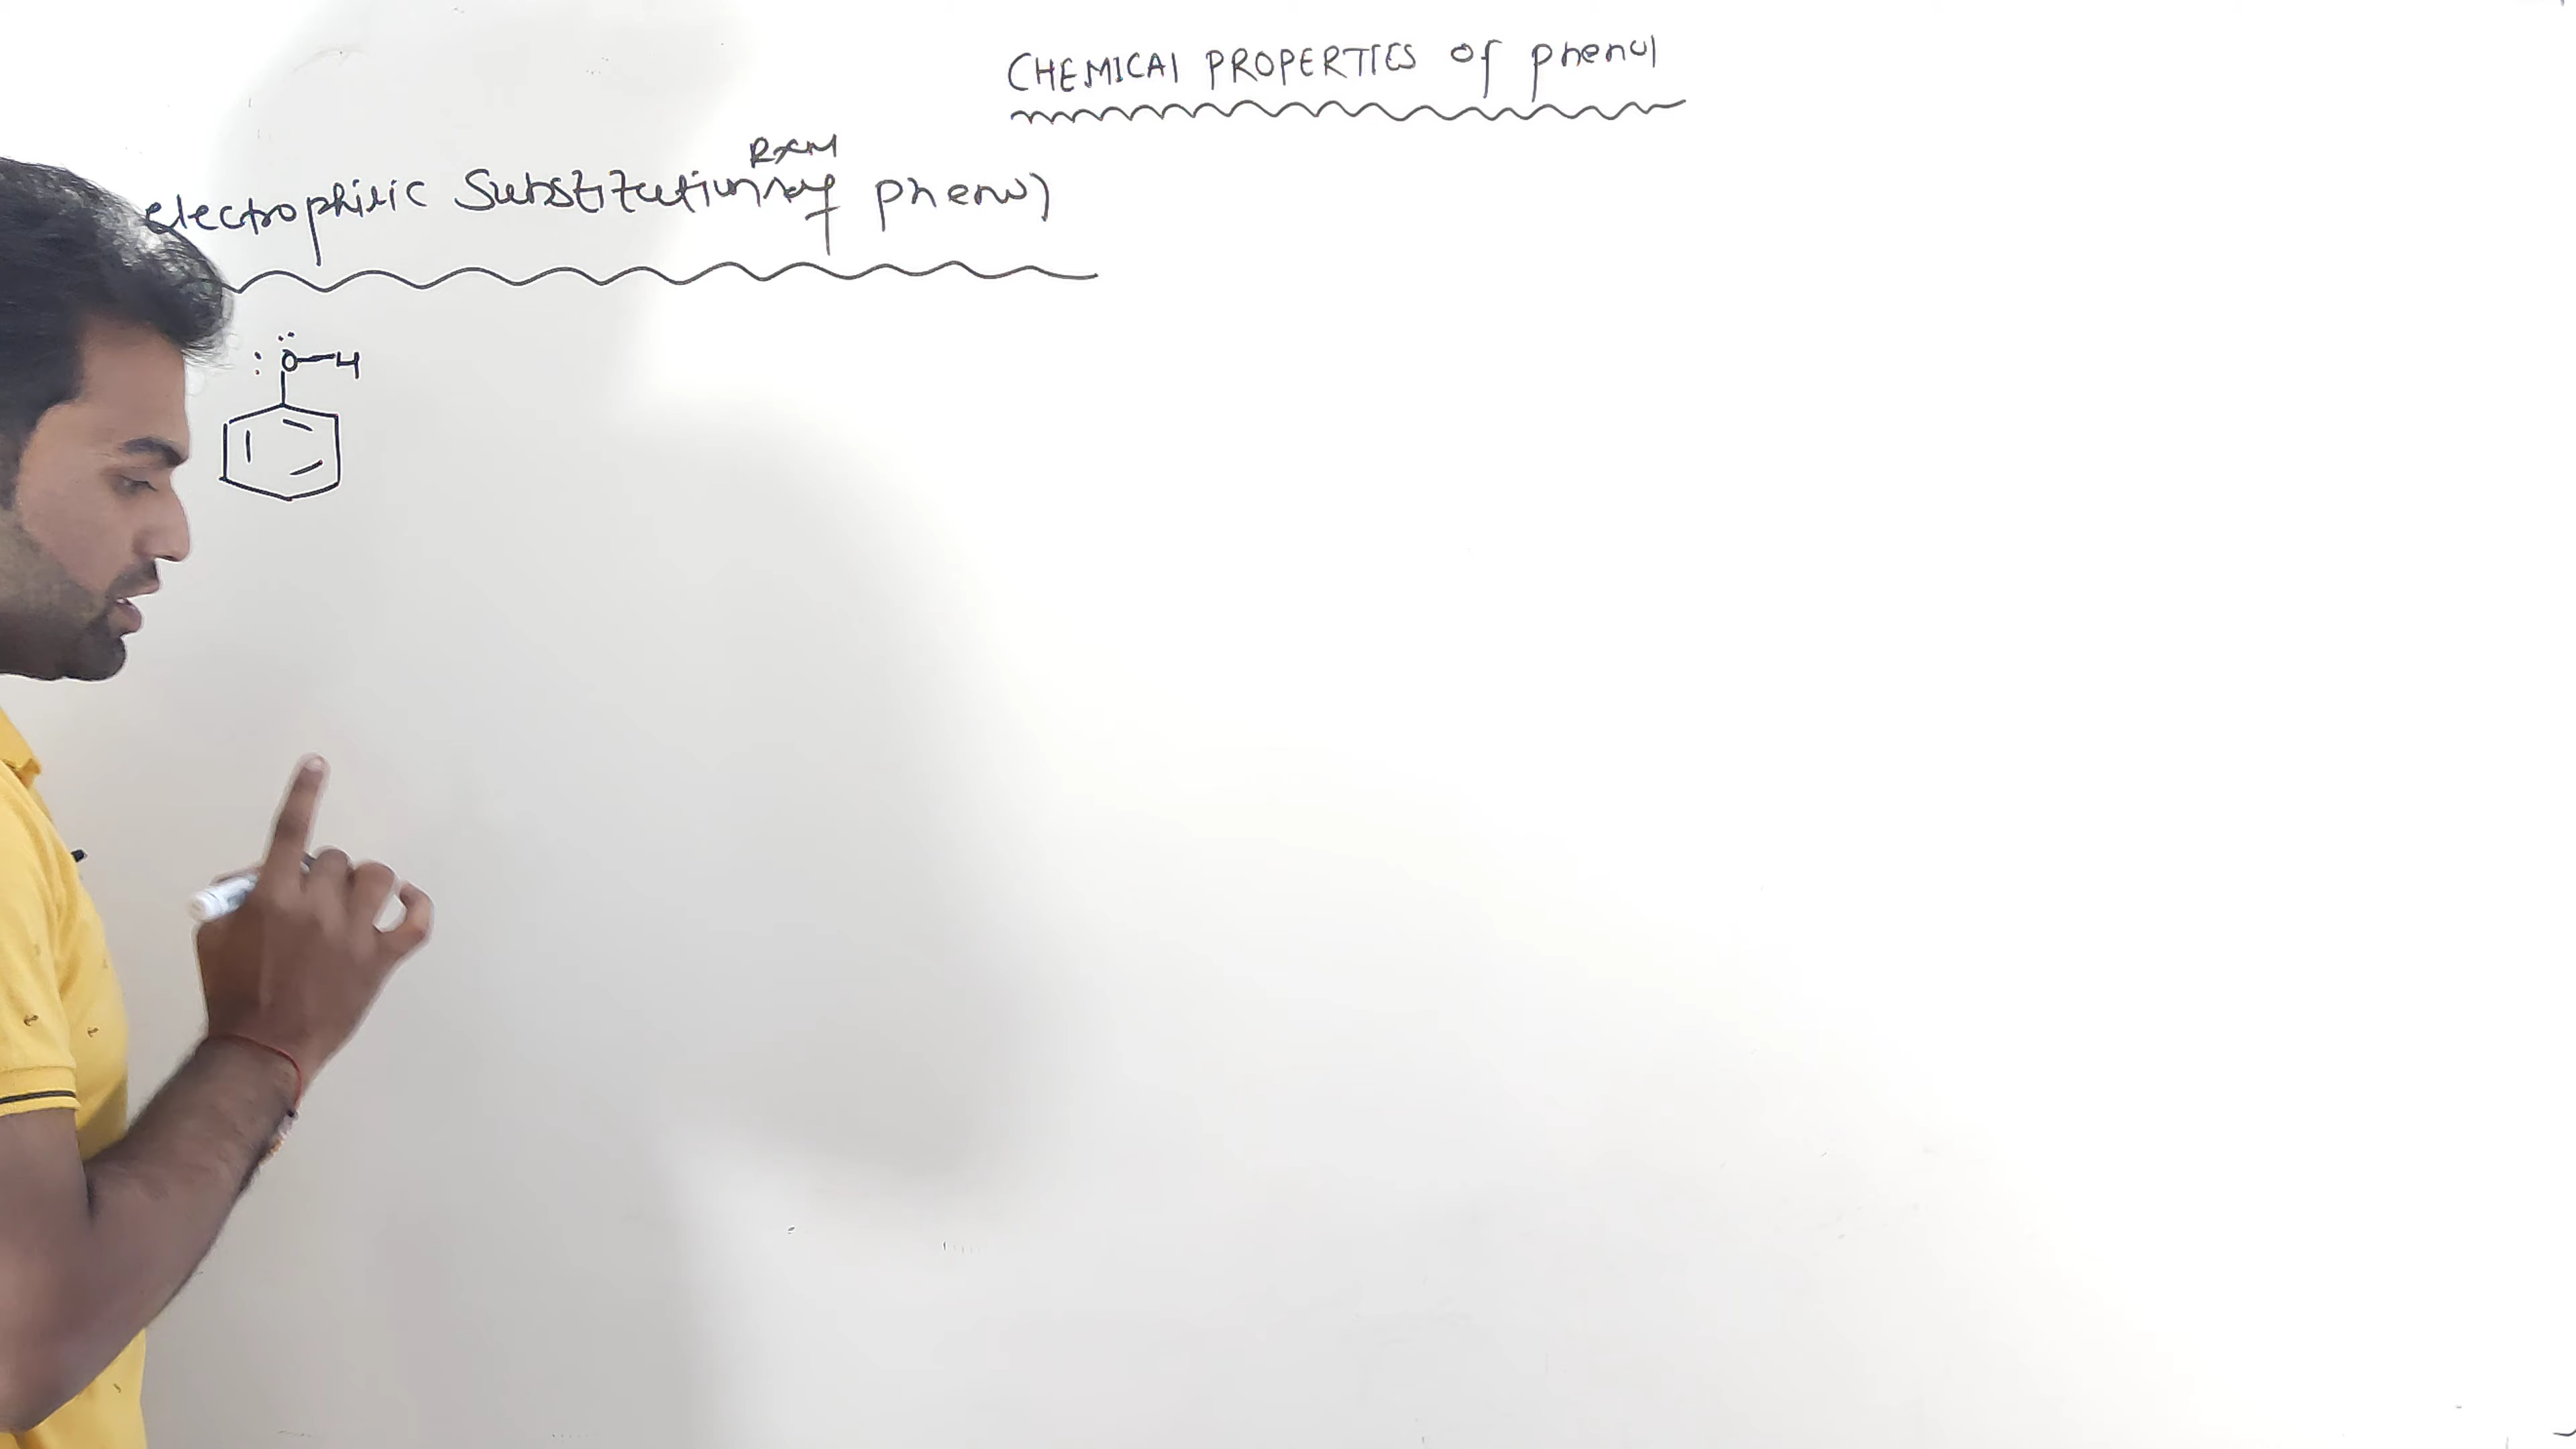 CHEMICAL PROPERTIES of phenol
electrophilic Substitution Rxn of phenol
:Ö-H